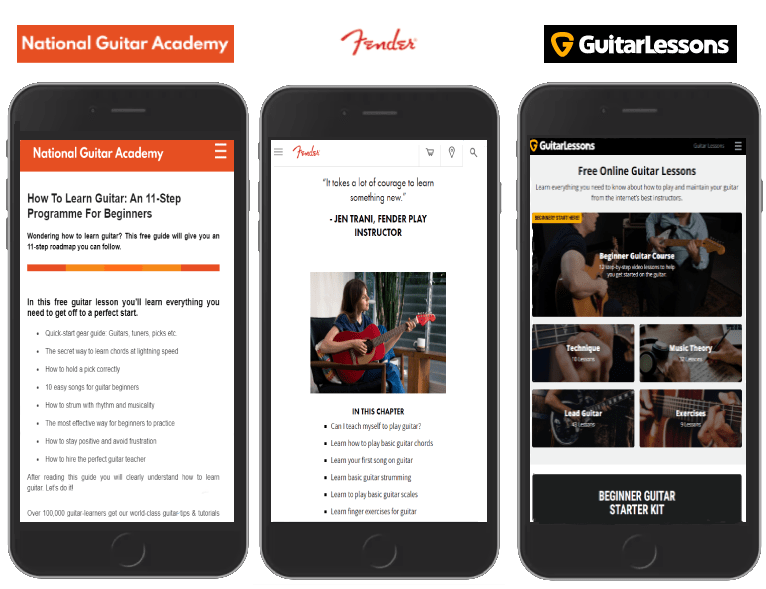 National Guitar Academy
Fender
GuitarLessons
National Guitar Academy
How To Learn Guitar: An 11-Step
Programme For Beginners
Wondering how to learn guitar? This free guide will give you an
11-step roadmap you can follow.
In this free guitar lesson you'll learn everything you
need to get off to a perfect start.
• Quick-start gear guide: Guitars, tuners, picks etc.
• The secret way to learn chords at lightning speed
• How to hold a pick correctly
• 10 easy songs for guitar beginners
• How to strum with rhythm and musicality
• The most effective way for beginners to practice
• How to stay positive and avoid frustration
• How to hire the perfect guitar teacher
After reading this guide you will clearly understand how to learn
guitar. Let's do it!
Over 100,000 guitar-learners get our world-class guitar tips & tutorials
Fender
"It takes a lot of courage to learn
something new."
- JEN TRANI, FENDER PLAY
INSTRUCTOR
IN THIS CHAPTER
Can I teach myself to play guitar?
Learn how to play basic guitar chords
Learn your first song on guitar
Learn basic guitar strumming
Learn to play basic guitar scales
Learn finger exercises for guitar
GuitarLessons
Guitar Lessons
Free Online Guitar Lessons
Learn everything you need to know about how to play and maintain your guitar
from the internet's best instructors.
BEGINNERS START HERE!
Beginner Guitar Course
step-by-step video lessons to help
you get started on the guitar.
Technique
10 Lessons
Music Theory
Lessons
Lead Guitar
Lessons
Exercises
9 Lessons
BEGINNER GUITAR
STARTER KIT